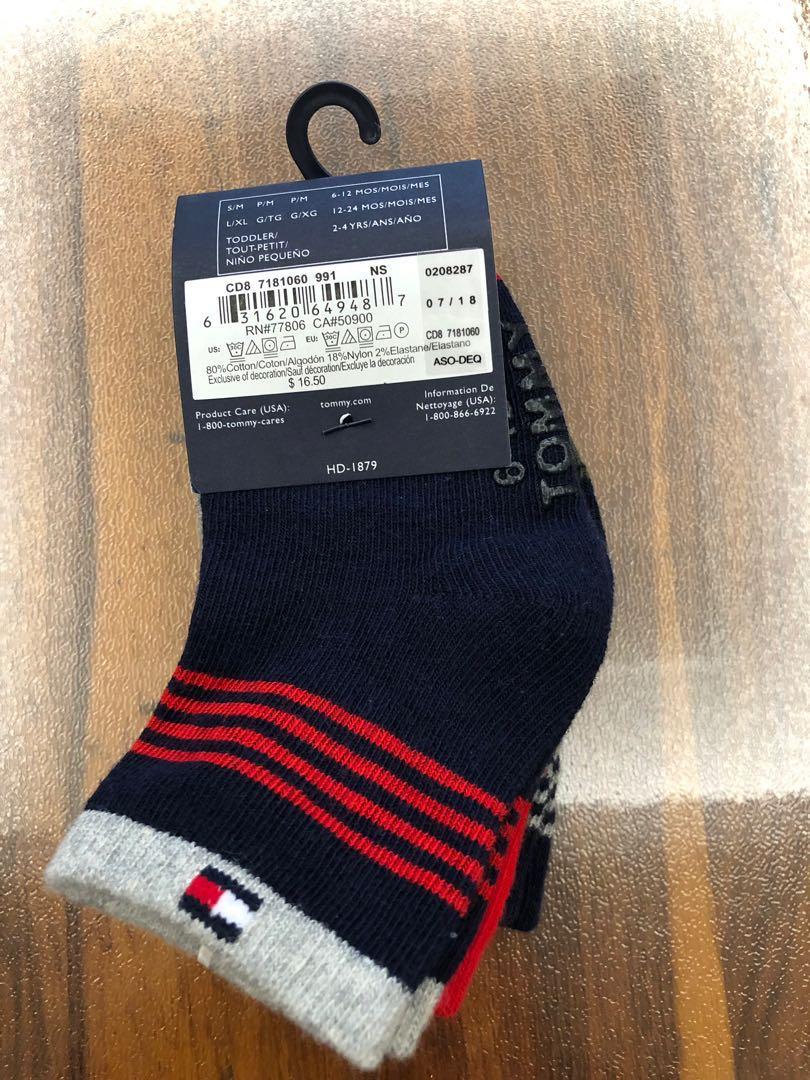 S/M P/M P/M 6-12 MOS/MOIS/MES
L/XL G/TG G/XG 12-24 MOS/MOIS/MES
TODDLER/ 2-4 YRS/ANS/AÑO
TOUT-PETIT/
NIÑO PEQUEÑO
CD8 7181060 991 NS
6 31620 64948 7
RN#77806 CA#50900
US: EU:
80%Cotton/Coton/Algodón 18%Nylon 2%Elastane/Elastano
Exclusive of decoration/Sauf décoration/Excluye la decoración
$ 16.50
0208287
07/18
CD8 7181060
ASO-DEQ
Product Care (USA):
1-800-tommy-cares
tommy.com
Information De
Nettoyage (USA):
1-800-866-6922
HD-1879
TOMMY